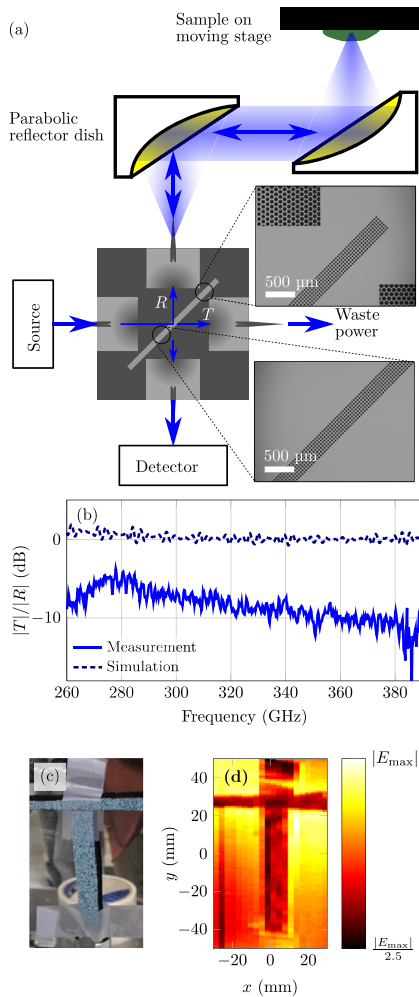 (a)
Sample on
moving stage
Parabolic
reflector dish
500 µm
R
T
Source
Waste
power
500 µm
Detector
(b)
|T|/|R| (dB)
0
−10
Measurement
Simulation
260 280 300 320 340 360 380
Frequency (GHz)
(c)
(d)
y (mm)
40
20
0
−20
−40
−20 0 20
x (mm)
|Emax|
|Emax|
2.5